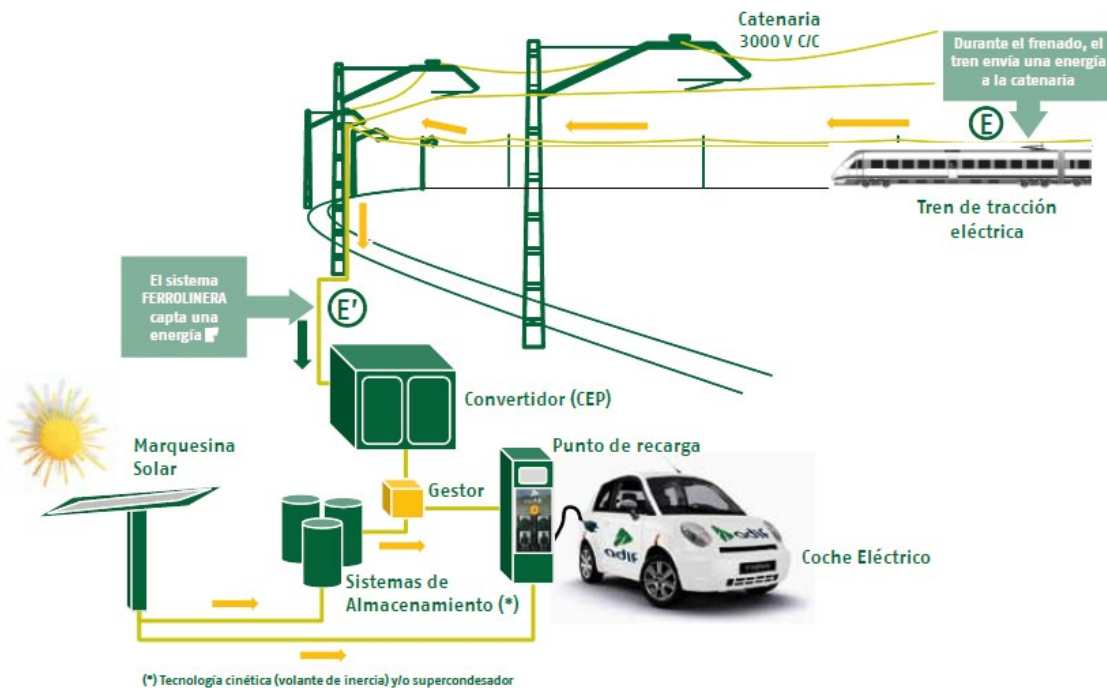 Catenaria
3000 V C/C
Durante el frenado, el
tren envía una energía
a la catenaria
E
Tren de tracción
eléctrica
El sistema
FERROLINERA
capta una
energía
E'
Convertidor (CEP)
Marquesina
Solar
Punto de recarga
Gestor
adif
adif
Coche Eléctrico
Sistemas de
Almacenamiento (*)
(*) Tecnología cinética (volante de inercia) y/o supercondesador